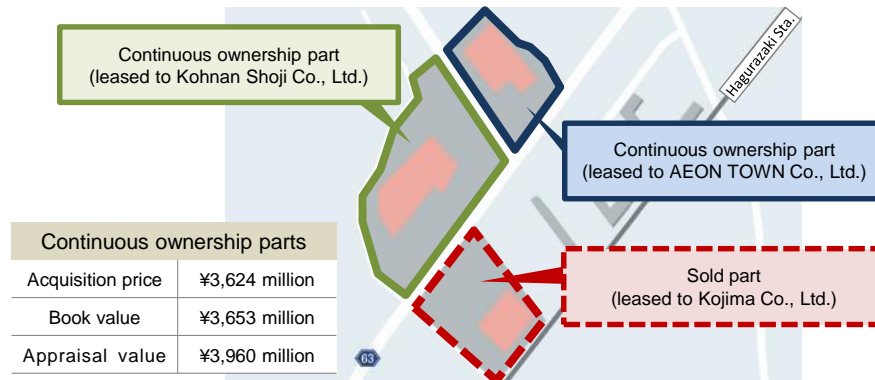 Continuous ownership part
(leased to Kohnan Shoji Co., Ltd.)
Hagurazaki Sta.
Continuous ownership part
(leased to AEON TOWN Co., Ltd.)
Continuous ownership parts
Acquisition price ¥3,624 million
Book value ¥3,653 million
Appraisal value ¥3,960 million
Sold part
(leased to Kojima Co., Ltd.)
63